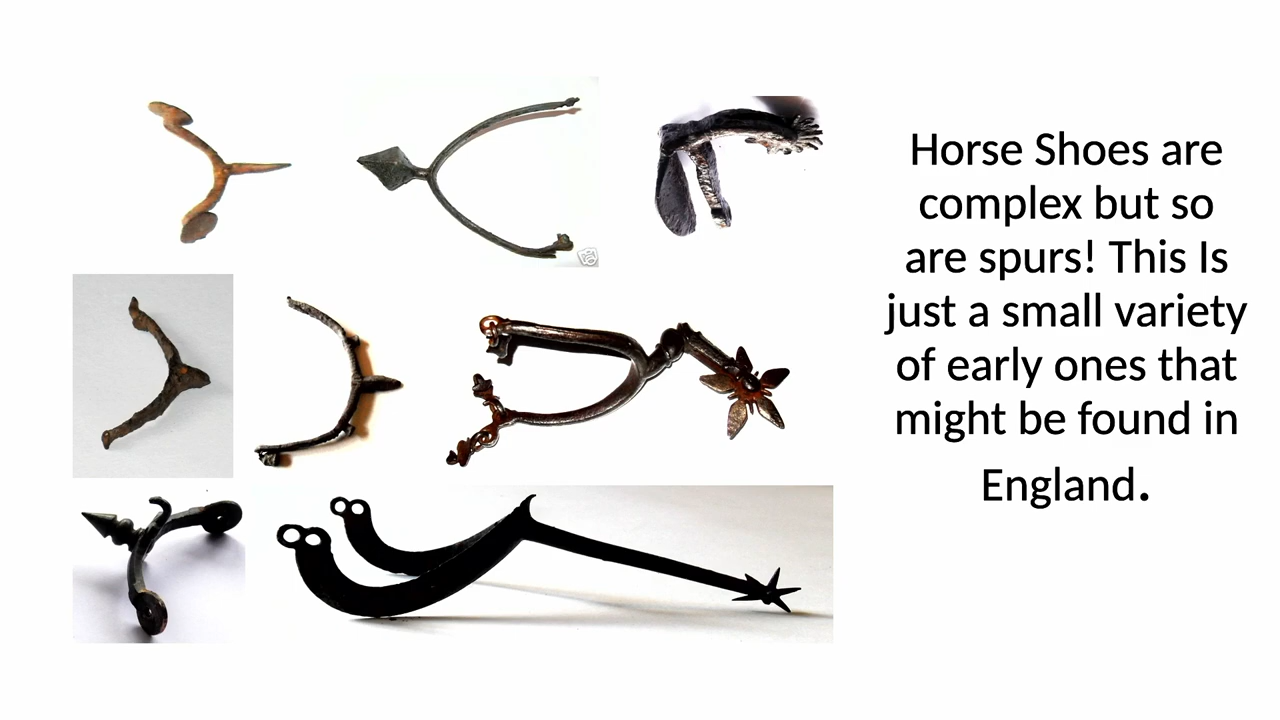 Horse Shoes are
complex but so
are spurs! This Is
just a small variety
of early ones that
might be found in
England.